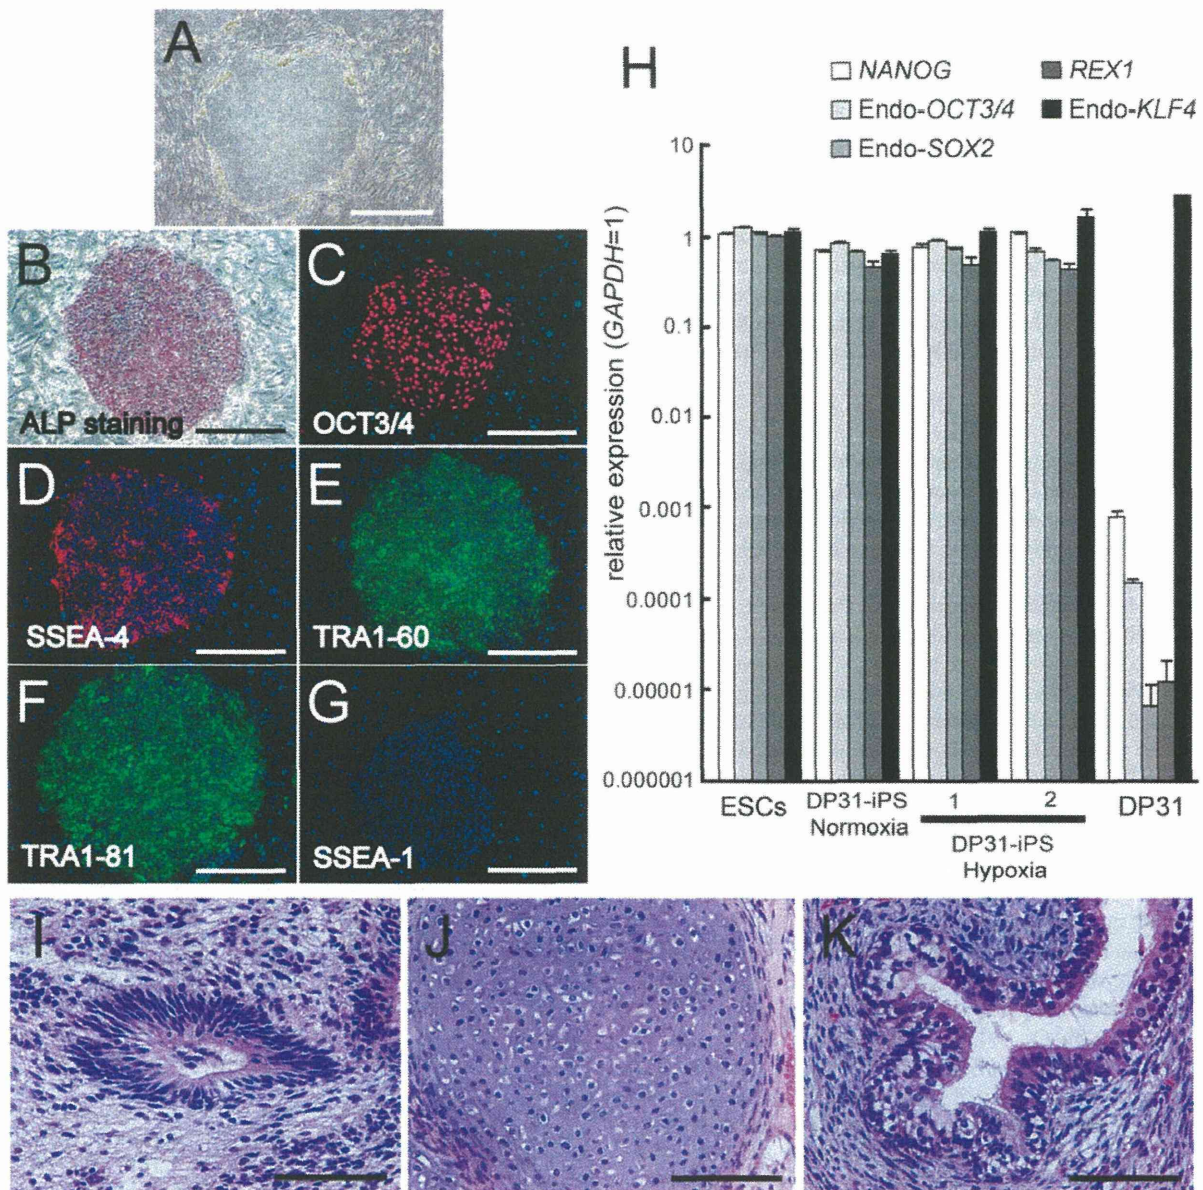 A
B
ALP staining
C
OCT3/4
D
SSEA-4
E
TRA1-60
F
TRA1-81
G
SSEA-1
H
NANOG
REX1
Endo-OCT3/4
Endo-KLF4
Endo-SOX2
relative expression (GAPDH=1)
10
1
0.1
0.01
0.001
0.0001
0.00001
0.000001
ESCs
DP31-iPS
Normoxia
1
2
DP31-iPS
Hypoxia
DP31
I
J
K